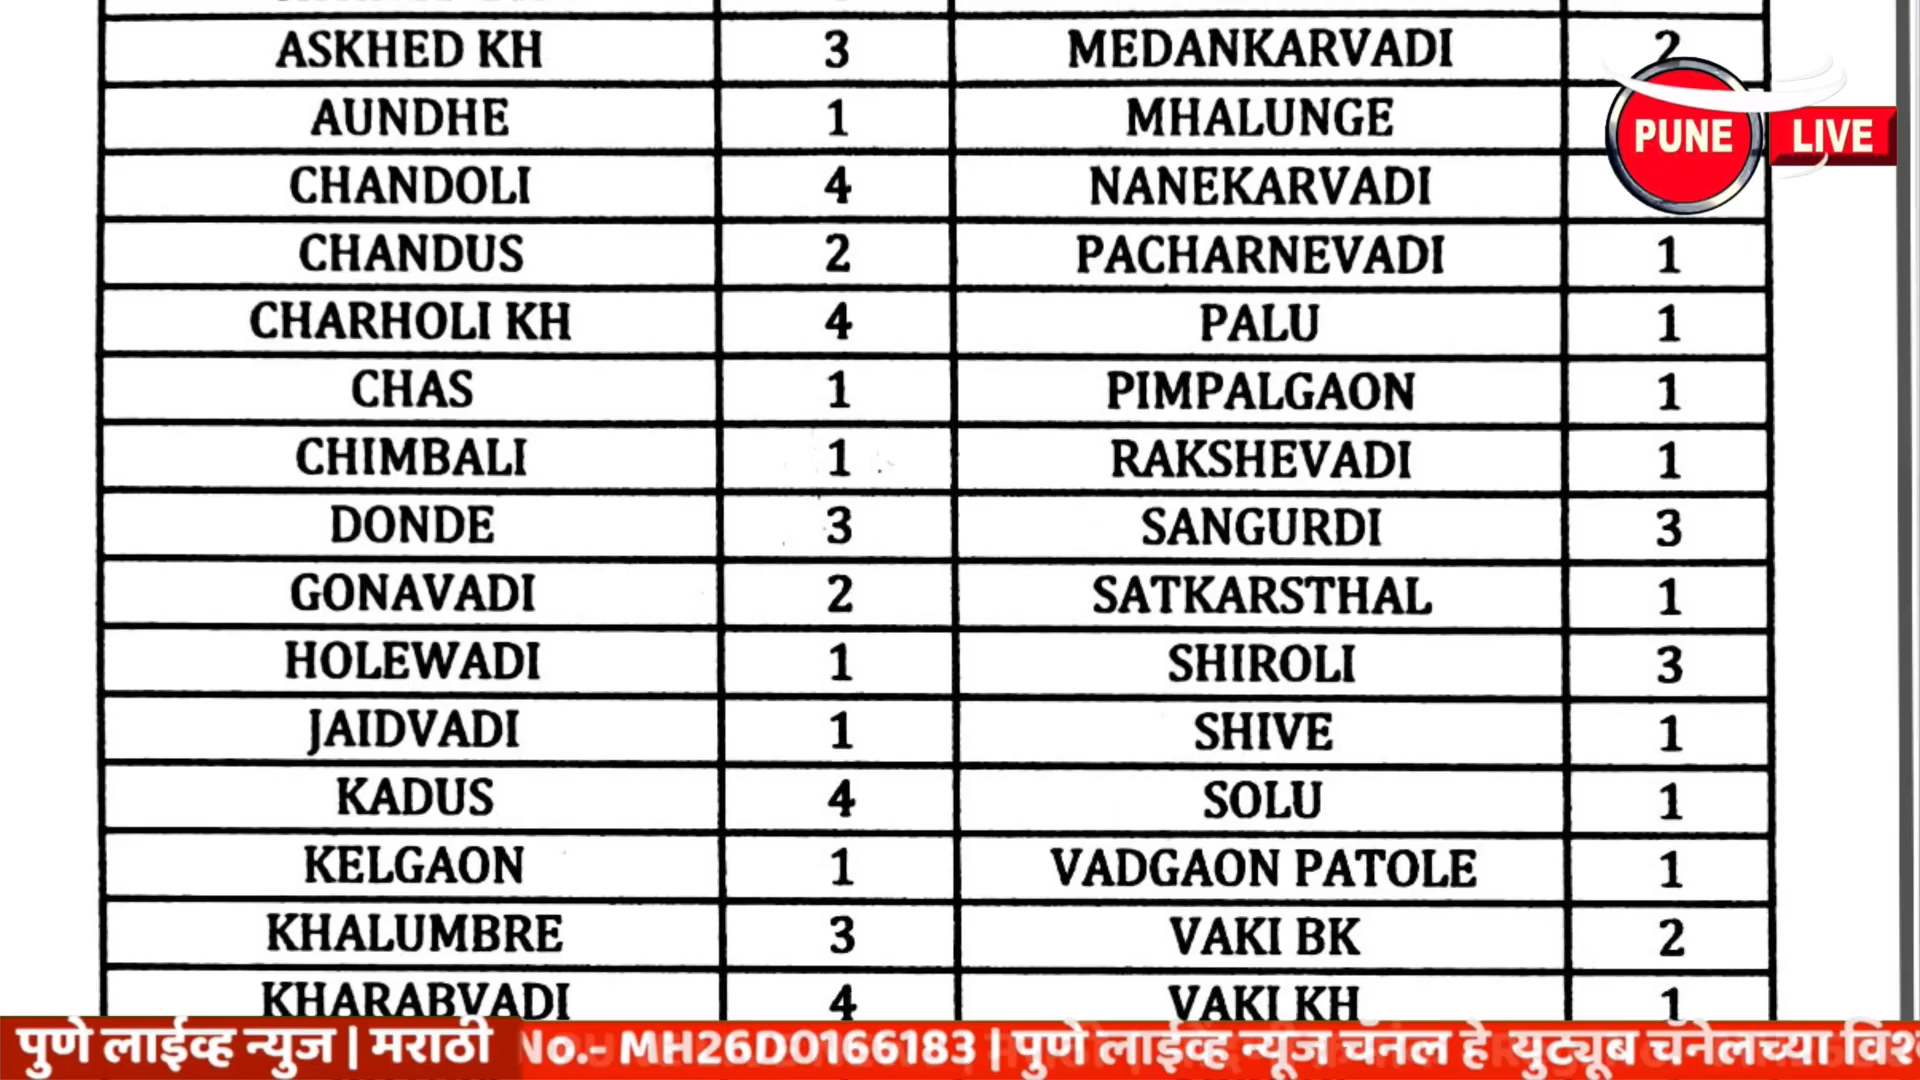 ASKHED KH 3 MEDANKARVADI 2
AUNDHE 1 MHALUNGE
CHANDOLI 4 NANEKARVADI
CHANDUS 2 PACHARNEVADI 1
CHARHOLI KH 4 PALU 1
CHAS 1 PIMPALGAON 1
CHIMBALI 1 RAKSHEVADI 1
DONDE 3 SANGURDI 3
GONAVADI 2 SATKARSTHAL 1
HOLEWADI 1 SHIROLI 3
JAIDVADI 1 SHIVE 1
KADUS 4 SOLU 1
KELGAON 1 VADGAON PATOLE 1
KHALUMBRE 3 VAKI BK 2
KHARABVADI 4 VAKI KH 1
PUNE LIVE
पुणे लाईव्ह न्युज | मराठी No.- MH26D0166183 | पुणे लाईव्ह न्यूज चॅनल हे युट्यूब चॅनेलच्या